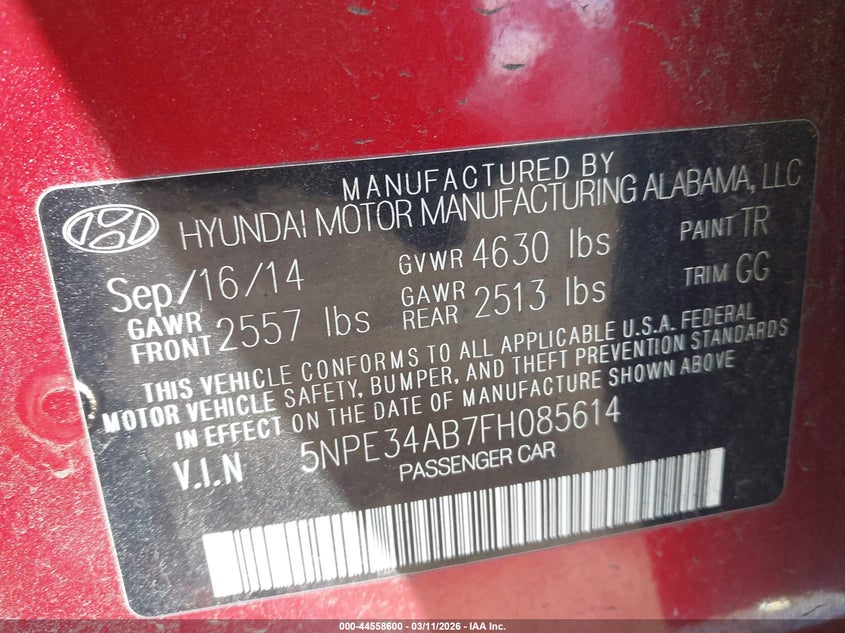 MANUFACTURED BY
HYUNDAI MOTOR MANUFACTURING ALABAMA, LLC
Sep/16/14 GVWR 4630 lbs PAINT TR
GAWR FRONT 2557 lbs GAWR REAR 2513 lbs TRIM GG
THIS VEHICLE CONFORMS TO ALL APPLICABLE U.S.A. FEDERAL
MOTOR VEHICLE SAFETY, BUMPER, AND THEFT PREVENTION STANDARDS
IN EFFECT ON THE DATE OF MANUFACTURE SHOWN ABOVE
V.I.N 5NPE34AB7FH085614
PASSENGER CAR
000-44558600 - 03/11/2026 - IAA Inc.